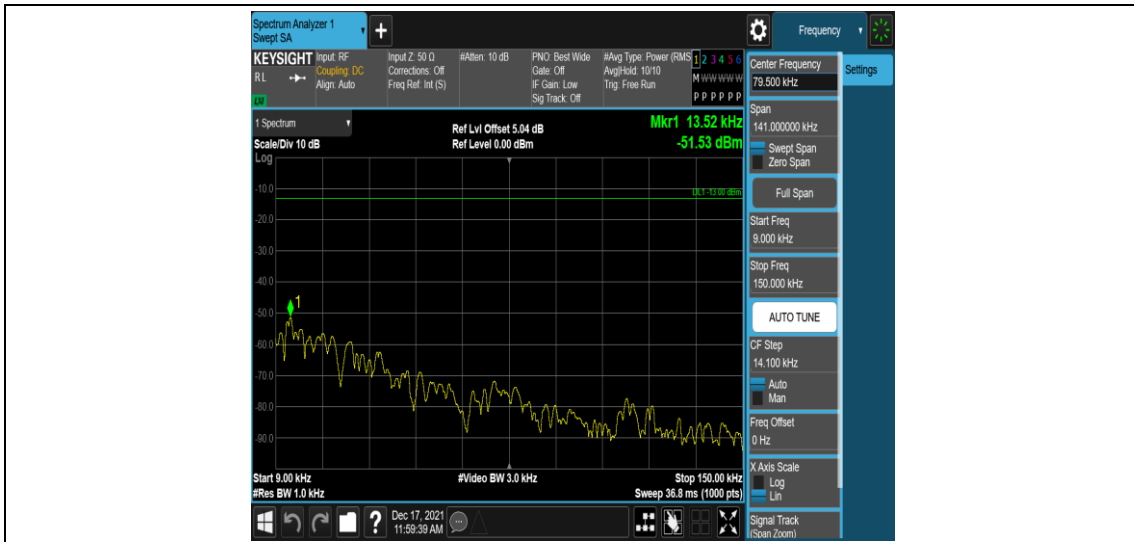 Spectrum Analyzer 1
Swept SA
Frequency
KEYSIGHT
RL
LXI
Input: RF
Coupling: DC
Align: Auto
Input Z: 50 Ω
Corrections: Off
Freq Ref: Int (S)
#Atten: 10 dB
PNO: Best Wide
Gate: Off
IF Gain: Low
Sig Track: Off
#Avg Type: Power (RMS
Avg|Hold: 10/10
Trig: Free Run
1 2 3 4 5 6
M W W W W W
P P P P P P
1 Spectrum
Scale/Div 10 dB
Ref Lvl Offset 5.04 dB
Ref Level 0.00 dBm
Mkr1 13.52 kHz
-51.53 dBm
Log
DL1 -13.00 dBm
-10.0
-20.0
-30.0
-40.0
-50.0
-60.0
-70.0
-80.0
-90.0
1
Start 9.00 kHz
#Video BW 3.0 kHz
Stop 150.00 kHz
#Res BW 1.0 kHz
Sweep 36.8 ms (1000 pts)
Dec 17, 2021
11:59:39 AM
Center Frequency
79.500 kHz
Settings
Span
141.000000 kHz
Swept Span
Zero Span
Full Span
Start Freq
9.000 kHz
Stop Freq
150.000 kHz
AUTO TUNE
CF Step
14.100 kHz
Auto
Man
Freq Offset
0 Hz
X Axis Scale
Log
Lin
Signal Track
(Span Zoom)